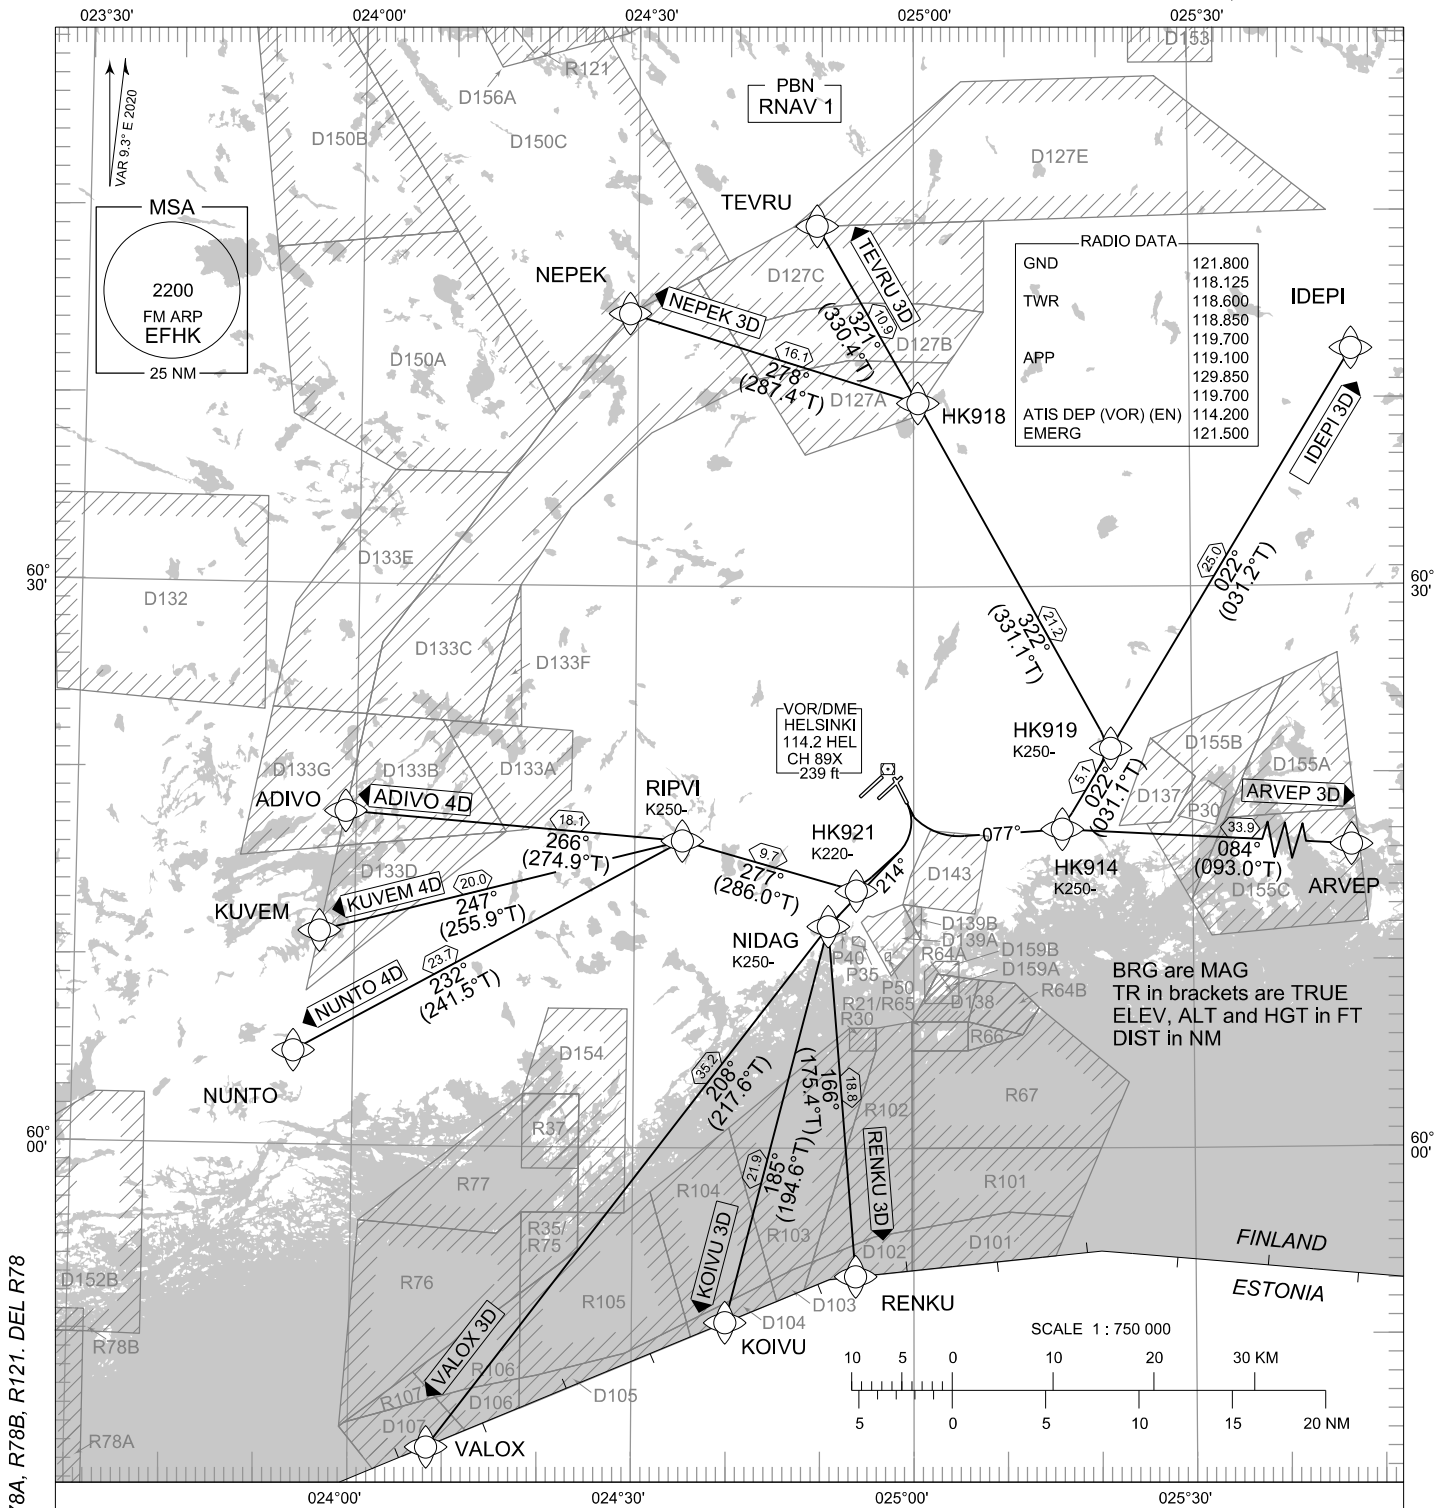 023°30'
024°00'
024°30'
025°00'
025°30'
VAR 9.3° E 2020
MSA
2200
FM ARP
EFHK
25 NM
PBN
RNAV 1
D153
R121
D156A
D150B
D150C
D127E
TEVRU
TEVRU 3D
D127C
NEPEK
NEPEK 3D
RADIO DATA
GND 121.800
118.125
TWR 118.600
118.850
119.700
APP 119.100
129.850
119.700
ATIS DEP (VOR) (EN) 114.200
EMERG 121.500
IDEPI
IDEPI 3D
10.9
321°
(330.4°T)
D127B
16.1
278°
(287.4°T)
D127A
D150A
HK918
D133E
60°
30'
60°
30'
D132
25.0
022°
(031.2°T)
21.2
322°
(331.1°T)
D133C
D133F
VOR/DME
HELSINKI
114.2 HEL
CH 89X
239 ft
HK919
K250-
5.1
022°
(031.1°T)
D155B
D155A
D137
P30
ARVEP 3D
33.9
084°
(093.0°T)
D155C
ARVEP
D133G
D133B
D133A
ADIVO
ADIVO 4D
RIPVI
K250-
18.1
266°
(274.9°T)
HK921
K220-
077°
HK914
K250-
9.7
277°
(286.0°T)
214°
D143
D133D
KUVEM
KUVEM 4D
20.0
247°
(255.9°T)
NIDAG
K250-
D139B
D139A
R64A
D159B
D159A
P40
P35
P50
R21/R65
R30
D138
R64B
R66
23.7
232°
(241.5°T)
NUNTO 4D
NUNTO
BRG are MAG
TR in brackets are TRUE
ELEV, ALT and HGT in FT
DIST in NM
D154
R37
35.2
208°
(217.6°T)
166°
(175.4°T)
18.8
R102
R67
60°
00'
60°
00'
R77
R104
21.9
185°
(194.6°T)
RENKU 3D
R101
R35/
R75
R103
D102
D101
FINLAND
ESTONIA
D152B
R76
R105
KOIVU 3D
D103
RENKU
D104
KOIVU
R78B
VALOX 3D
R106
R107
D106
D105
D107
VALOX
R78A
SCALE 1 : 750 000
10 5 0 10 20 30 KM
5 0 5 10 15 20 NM
78A, R78B, R121. DEL R78
024°00'
024°30'
025°00'
025°30'